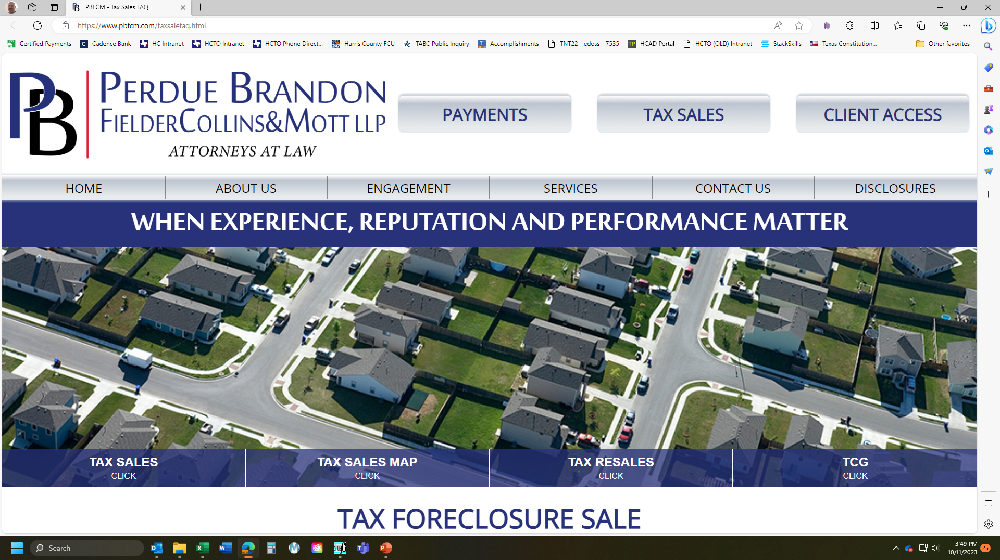 PBFCM - Tax Sales FAQ
https://www.pbfcm.com/taxsalefaq.html
Certified Payments
Cadence Bank
HC Intranet
HCTO Intranet
HCTO Phone Direct...
Harris County FCU
TABC Public Inquiry
Accomplishments
TNT22 - edoss - 7535
HCAD Portal
HCTO (OLD) Intranet
StackSkills
Texas Constitution...
Other favorites
PB
PERDUE BRANDON
FIELDERCOLLINS&MOTT LLP
ATTORNEYS AT LAW
PAYMENTS
TAX SALES
CLIENT ACCESS
HOME
ABOUT US
ENGAGEMENT
SERVICES
CONTACT US
DISCLOSURES
WHEN EXPERIENCE, REPUTATION AND PERFORMANCE MATTER
TAX SALES
CLICK
TAX SALES MAP
CLICK
TAX RESALES
CLICK
TCG
CLICK
TAX FORECLOSURE SALE
Search
3:49 PM
10/11/2023
25